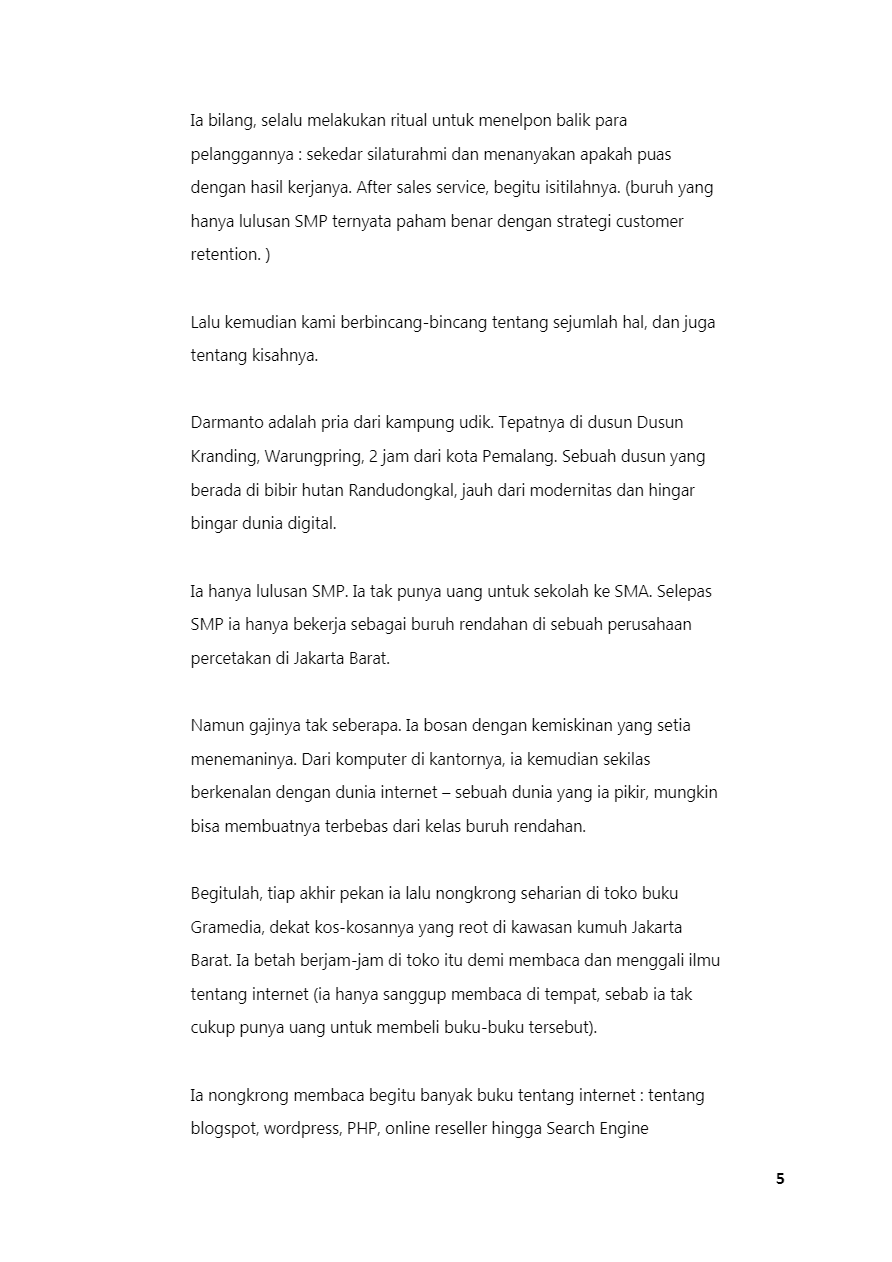 Ia bilang, selalu melakukan ritual untuk menelpon balik para
pelanggannya : sekedar silaturahmi dan menanyakan apakah puas
dengan hasil kerjanya. After sales service, begitu isitilahnya. (buruh yang
hanya lulusan SMP ternyata paham benar dengan strategi customer
retention. )
Lalu kemudian kami berbincang-bincang tentang sejumlah hal, dan juga
tentang kisahnya.
Darmanto adalah pria dari kampung udik. Tepatnya di dusun Dusun
Kranding, Warungpring, 2 jam dari kota Pemalang. Sebuah dusun yang
berada di bibir hutan Randudongkal, jauh dari modernitas dan hingar
bingar dunia digital.
Ia hanya lulusan SMP. Ia tak punya uang untuk sekolah ke SMA. Selepas
SMP ia hanya bekerja sebagai buruh rendahan di sebuah perusahaan
percetakan di Jakarta Barat.
Namun gajinya tak seberapa. Ia bosan dengan kemiskinan yang setia
menemaninya. Dari komputer di kantornya, ia kemudian sekilas
berkenalan dengan dunia internet – sebuah dunia yang ia pikir, mungkin
bisa membuatnya terbebas dari kelas buruh rendahan.
Begitulah, tiap akhir pekan ia lalu nongkrong seharian di toko buku
Gramedia, dekat kos-kosannya yang reot di kawasan kumuh Jakarta
Barat. Ia betah berjam-jam di toko itu demi membaca dan menggali ilmu
tentang internet (ia hanya sanggup membaca di tempat, sebab ia tak
cukup punya uang untuk membeli buku-buku tersebut).
Ia nongkrong membaca begitu banyak buku tentang internet : tentang
blogspot, wordpress, PHP, online reseller hingga Search Engine
5